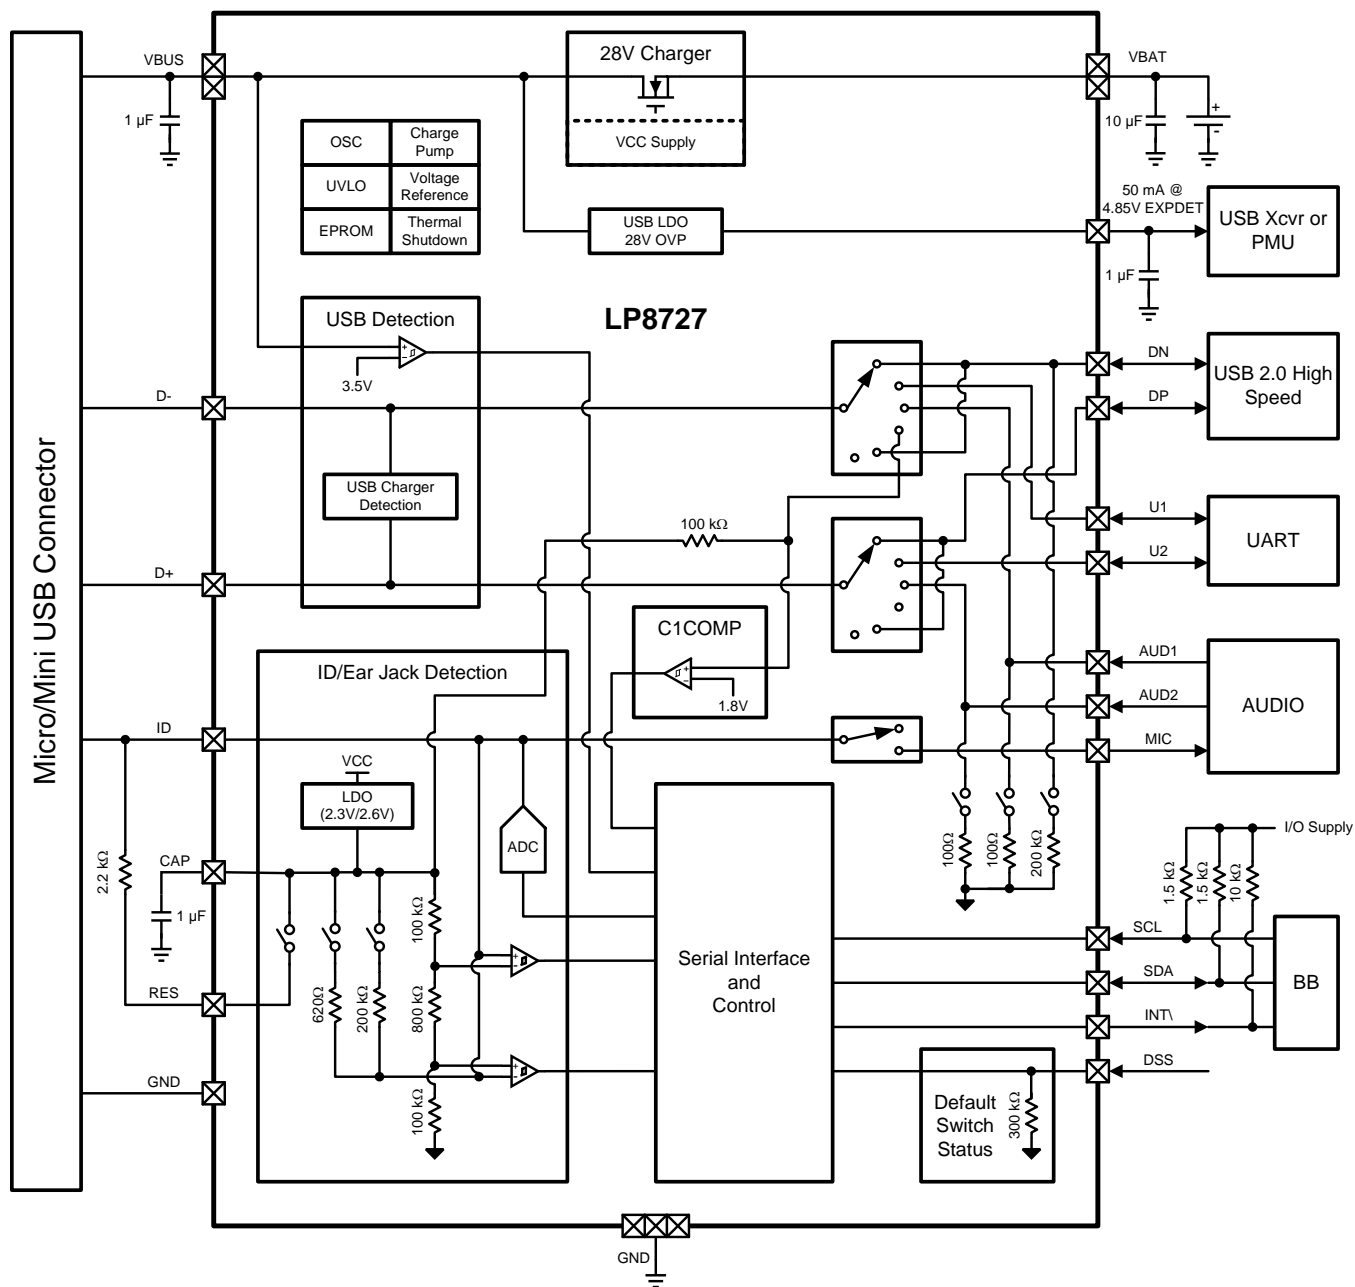 28V Charger
VCC Supply
VBUS
VBAT
1 µF
10 µF
+
-
OSC
Charge
Pump
UVLO
Voltage
Reference
EPROM
Thermal
Shutdown
USB LDO
28V OVP
50 mA @
4.85V EXPDET
USB Xcvr or
PMU
1 µF
LP8727
USB Detection
+
-
3.5V
D-
USB Charger
Detection
D+
100 kΩ
DN
DP
USB 2.0 High
Speed
U1
U2
UART
C1COMP
+
-
1.8V
AUD1
AUD2
MIC
AUDIO
Micro/Mini USB Connector
ID/Ear Jack Detection
ID
VCC
LDO
(2.3V/2.6V)
ADC
2.2 kΩ
CAP
1 µF
RES
GND
620Ω
200 kΩ
100 kΩ
800 kΩ
100 kΩ
+
-
+
-
Serial Interface
and
Control
100Ω
100Ω
200 kΩ
I/O Supply
1.5 kΩ
1.5 kΩ
10 kΩ
SCL
SDA
INT\
DSS
BB
Default
Switch
Status
300 kΩ
GND